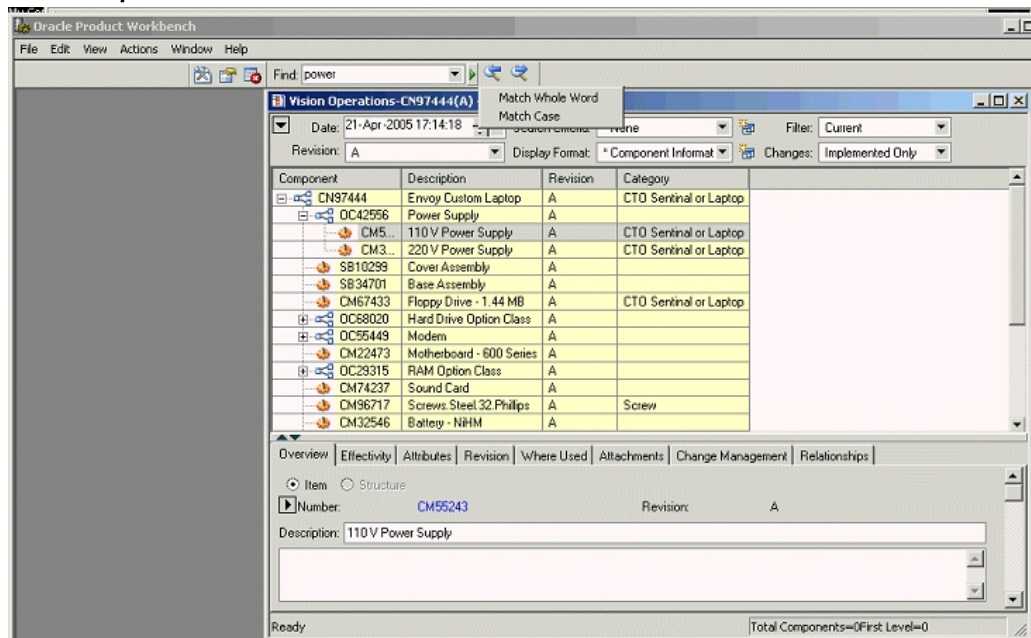 Oracle Product Workbench
File Edit View Actions Window Help
Find: power
Match Whole Word
Match Case
Vision Operations-CN97444(A)
Date: 21-Apr-2005 17:14:18 None Filter: Current
Revision: A Display Format: * Component Informat Changes: Implemented Only
Component Description Revision Category
CN97444 Envoy Custom Laptop A CTO Sentinal or Laptop
OC42556 Power Supply A
CM5... 110 V Power Supply A CTO Sentinal or Laptop
CM3... 220 V Power Supply A CTO Sentinal or Laptop
SB10299 Cover Assembly A
SB34701 Base Assembly A
CM67433 Floppy Drive - 1.44 MB A CTO Sentinal or Laptop
OC68020 Hard Drive Option Class A
OC55449 Modem A
CM22473 Motherboard - 600 Series A
OC29315 RAM Option Class A
CM74237 Sound Card A
CM96717 Screws.Steel.32.Phillips A Screw
CM32546 Battery - NiHM A
Overview Effectivity Attributes Revision Where Used Attachments Change Management Relationships
Item Structure
Number: CM55243 Revision: A
Description: 110 V Power Supply
Ready Total Components=0First Level=0